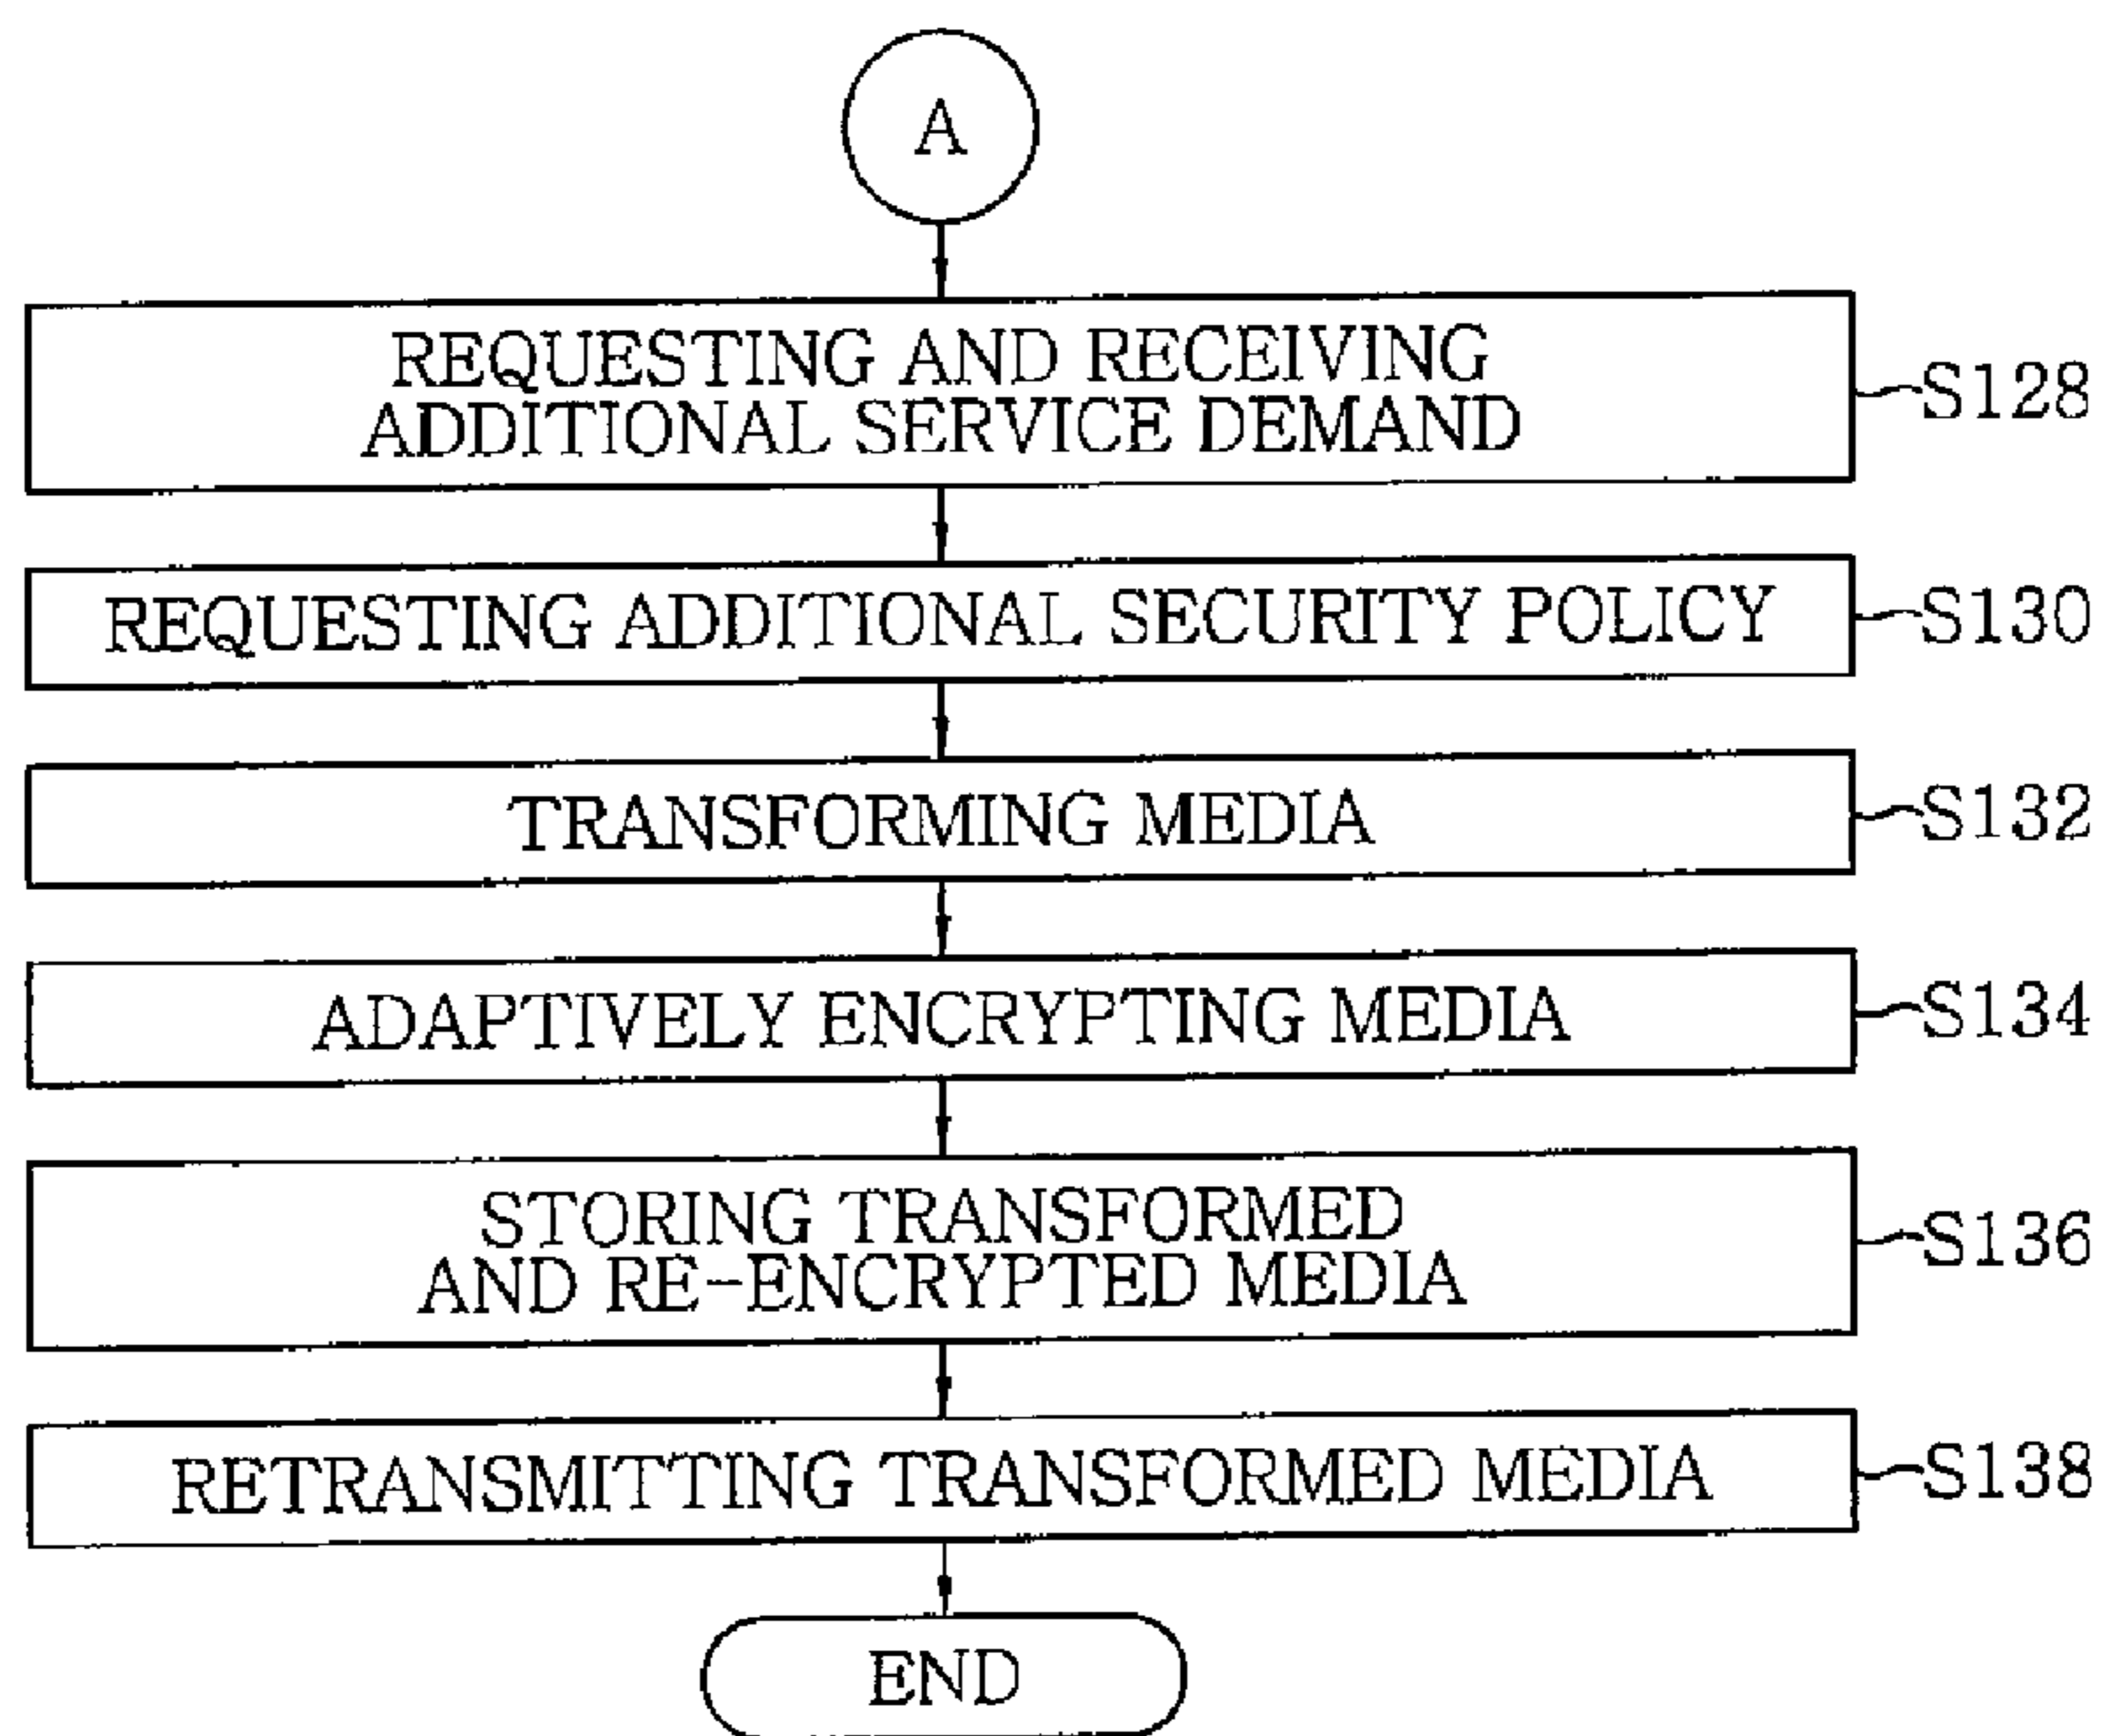 A
REQUESTING AND RECEIVING
ADDITIONAL SERVICE DEMAND
S128
REQUESTING ADDITIONAL SECURITY POLICY
S130
TRANSFORMING MEDIA
S132
ADAPTIVELY ENCRYPTING MEDIA
S134
STORING TRANSFORMED
AND RE-ENCRYPTED MEDIA
S136
RETRANSMITTING TRANSFORMED MEDIA
S138
END